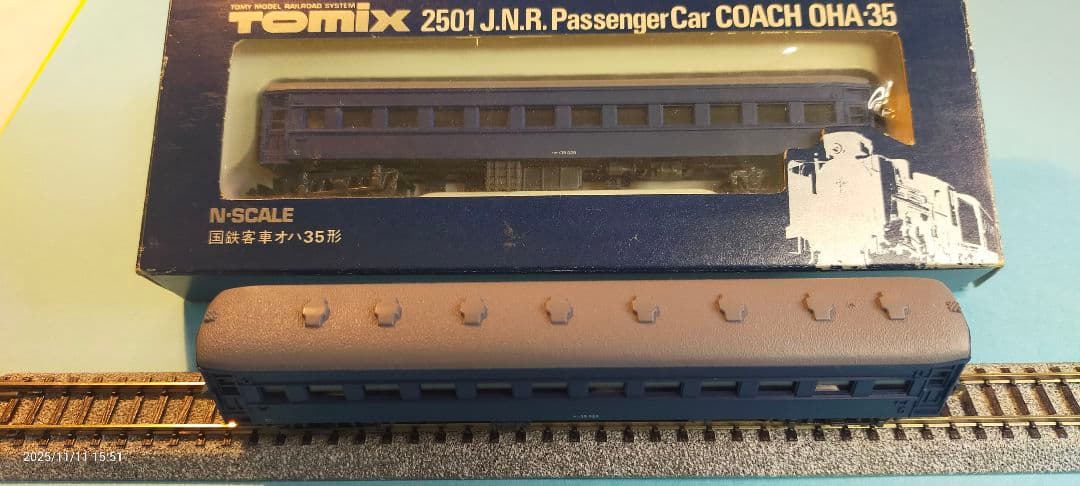 TOMY MODEL RAILROAD SYSTEM
TOMIX 2501 J.N.R. Passenger Car COACH OHA-35
N-SCALE
国鉄客車オハ35形
2025/11/11 15:51